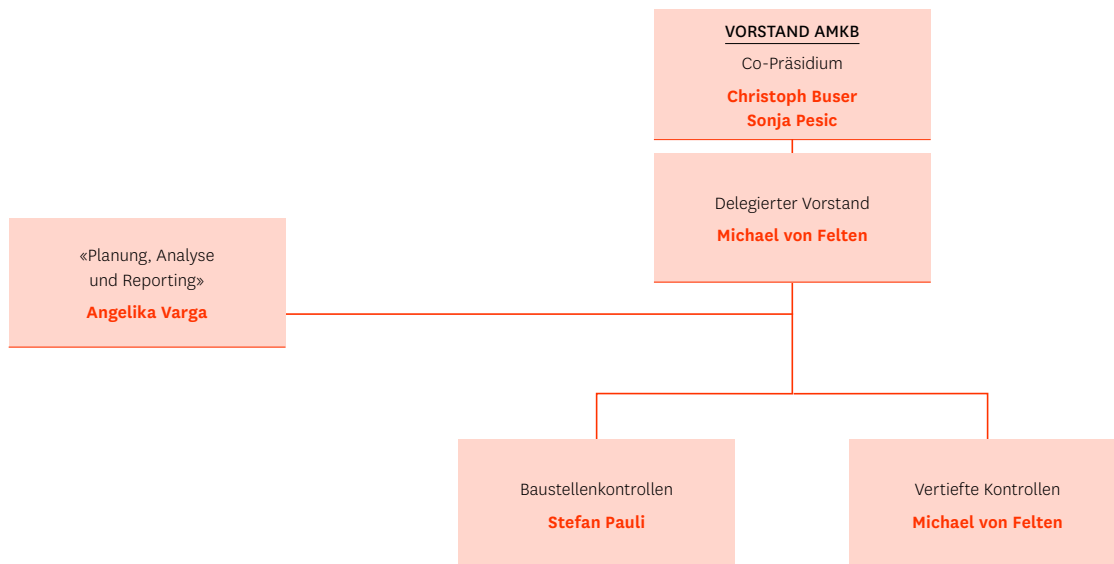 VORSTAND AMKB
Co-Präsidium
Christoph Buser
Sonja Pesic
Delegierter Vorstand
Michael von Felten
«Planung, Analyse
und Reporting»
Angelika Varga
Baustellenkontrollen
Stefan Pauli
Vertiefte Kontrollen
Michael von Felten